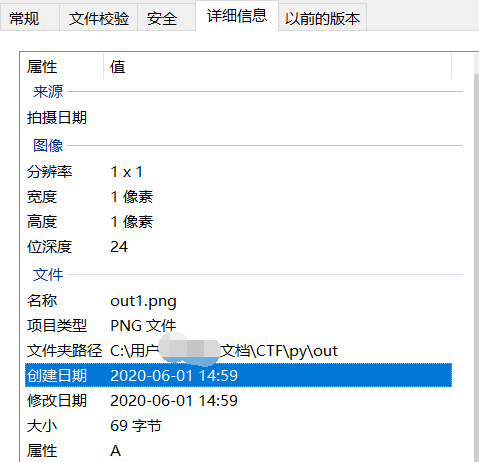 常规 文件校验 安全 详细信息 以前的版本
属性 值
来源
拍摄日期
图像
分辨率 1 x 1
宽度 1 像素
高度 1 像素
位深度 24
文件
名称 out1.png
项目类型 PNG 文件
文件夹路径 C:\用户 文档\CTF\py\out
创建日期 2020-06-01 14:59
修改日期 2020-06-01 14:59
大小 69 字节
属性 A